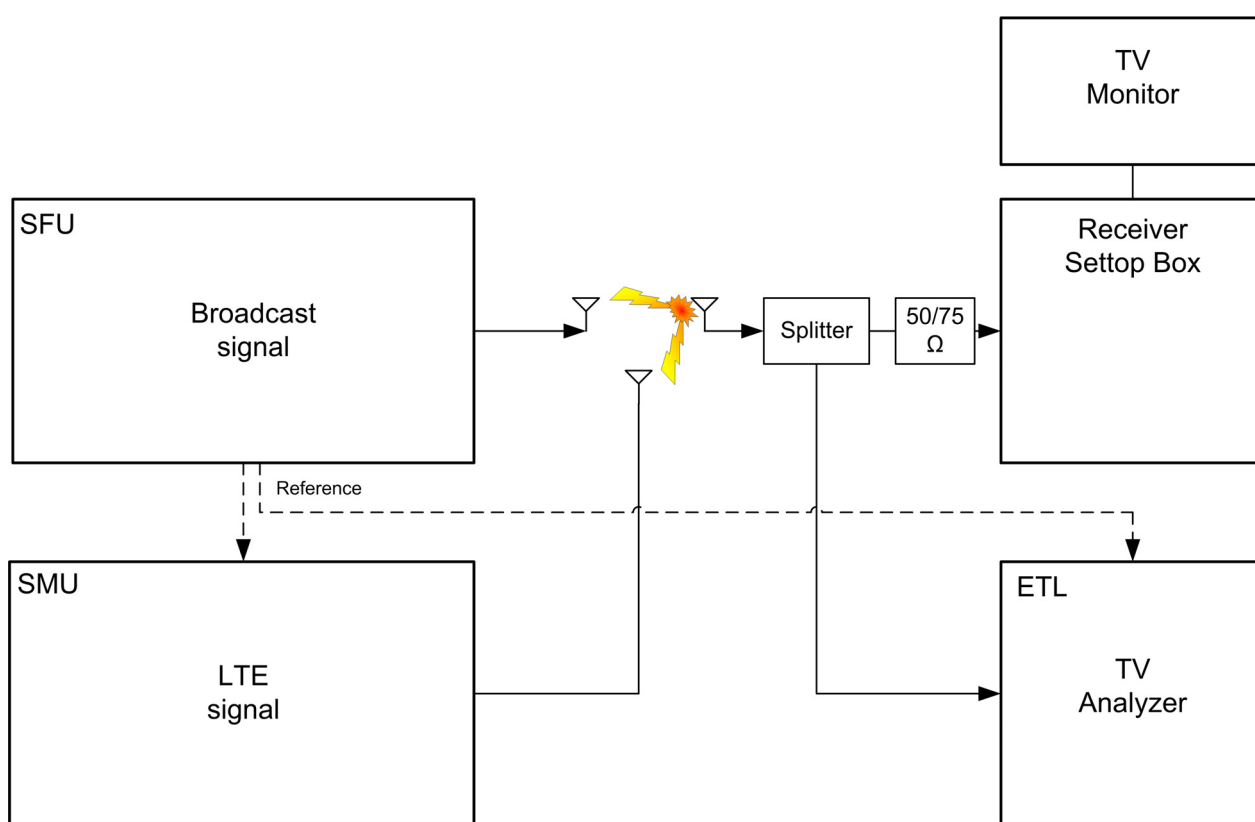 TV
Monitor
SFU
Broadcast
signal
Splitter
50/75
Ω
Receiver
Settop Box
Reference
SMU
LTE
signal
ETL
TV
Analyzer